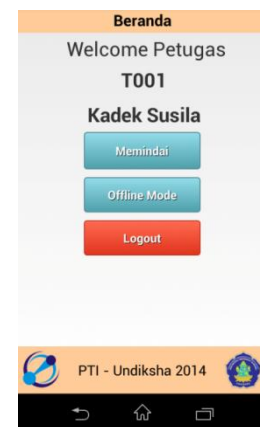 Beranda
Welcome Petugas
T001
Kadek Susila
Memindai
Offline Mode
Logout
PTI - Undiksha 2014